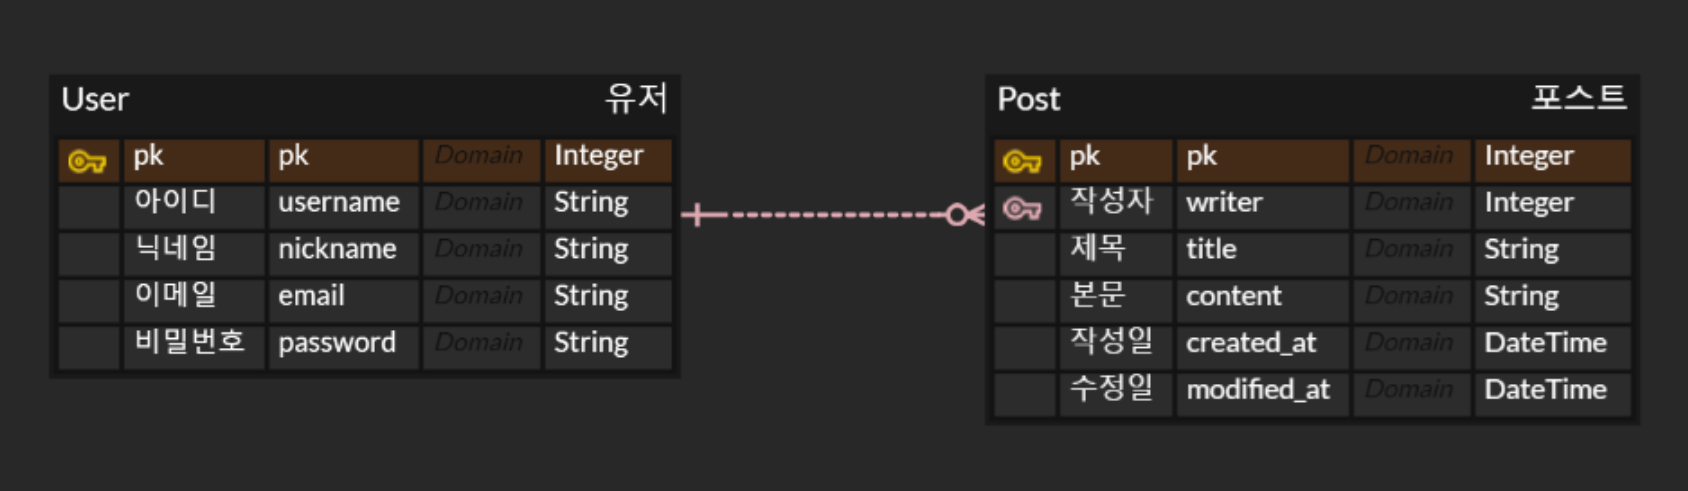 User 유저
pk pk Domain Integer
아이디 username Domain String
닉네임 nickname Domain String
이메일 email Domain String
비밀번호 password Domain String
Post 포스트
pk pk Domain Integer
작성자 writer Domain Integer
제목 title Domain String
본문 content Domain String
작성일 created_at Domain DateTime
수정일 modified_at Domain DateTime